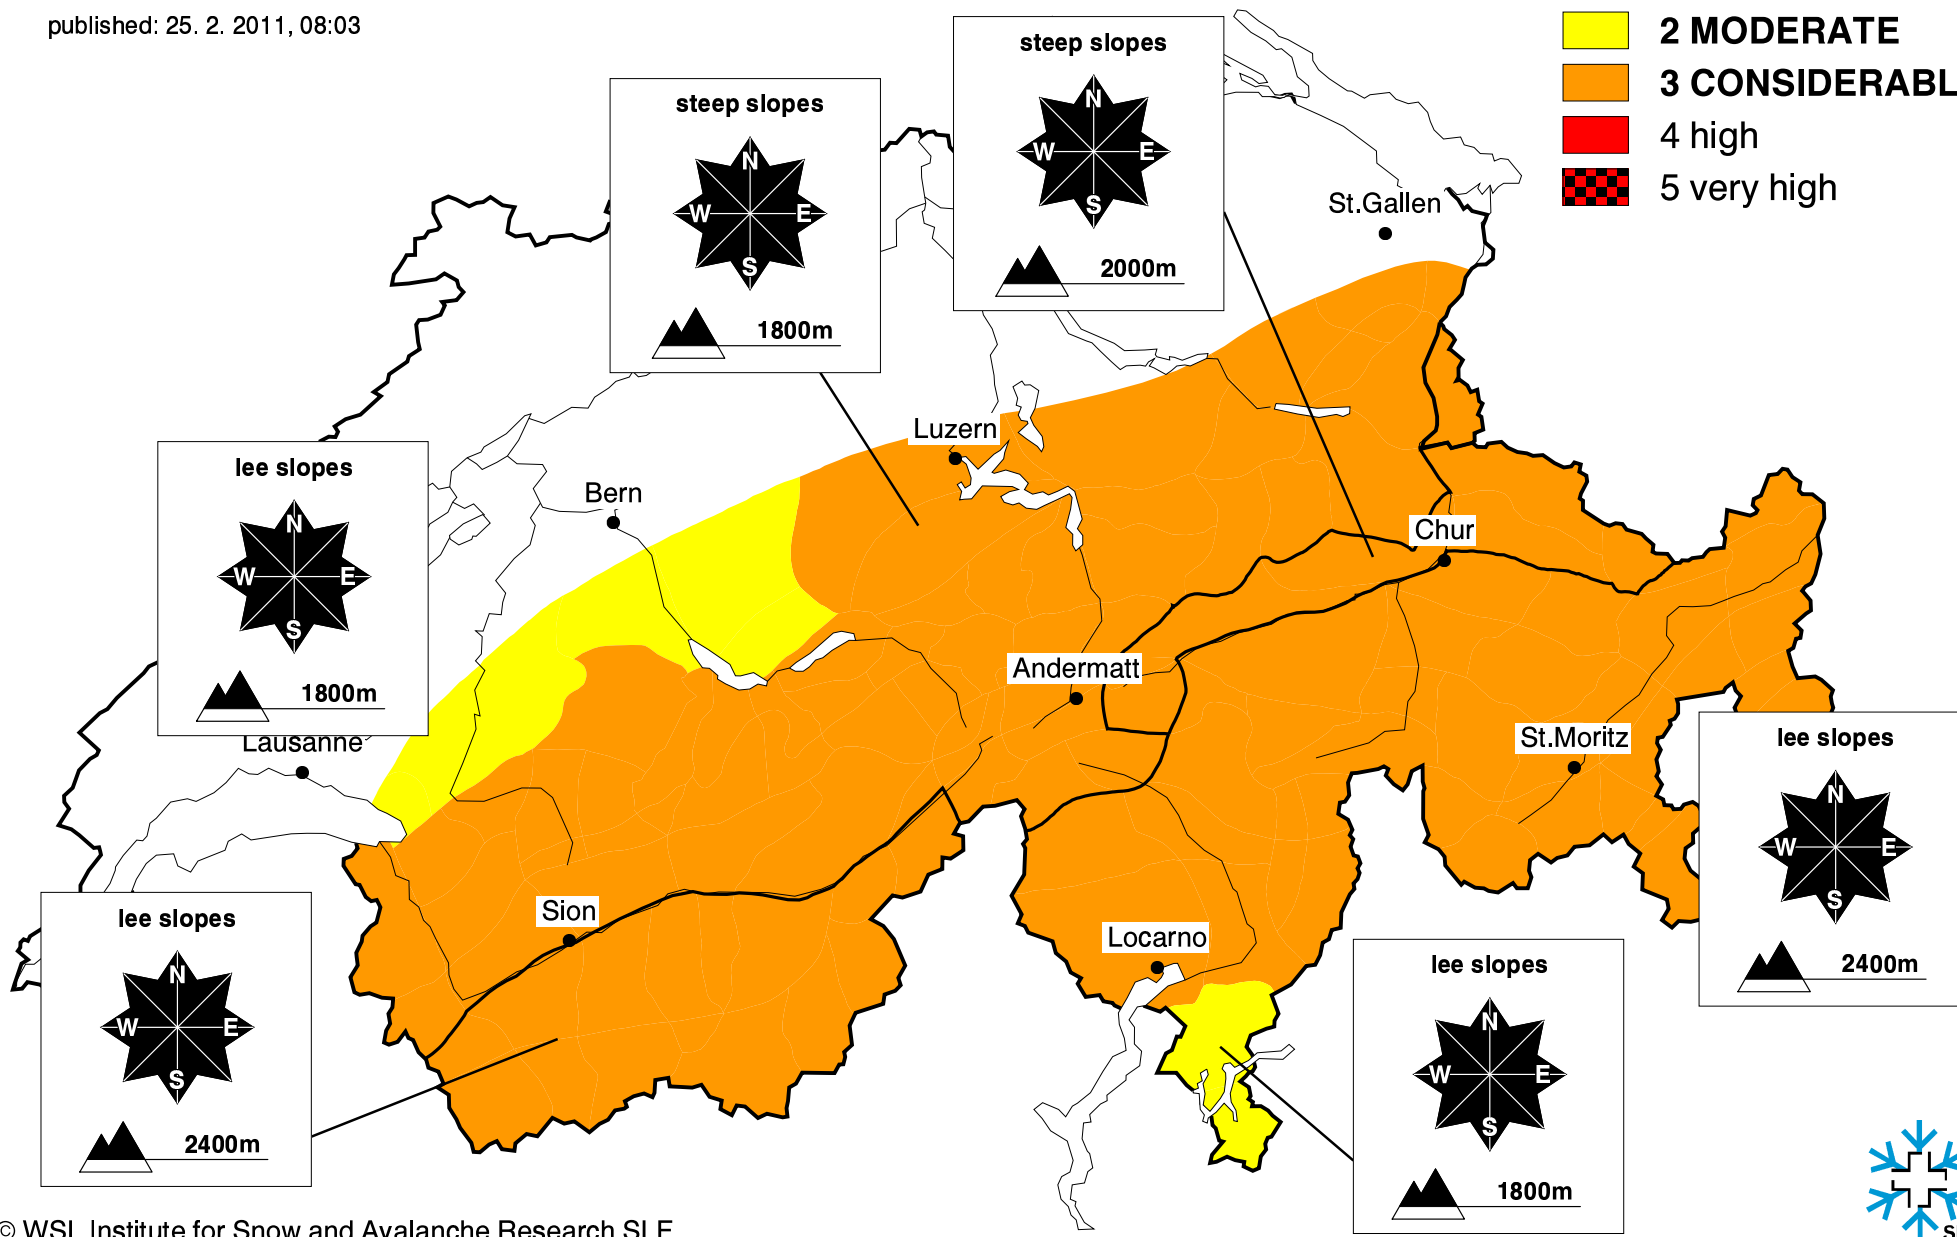 published: 25. 2. 2011, 08:03
2 MODERATE
3 CONSIDERABL
4 high
5 very high
steep slopes
N
W E
S
2000m
steep slopes
N
W E
S
1800m
St.Gallen
Luzern
lee slopes
N
W E
S
1800m
Bern
Chur
Andermatt
St.Moritz
Lausanne
lee slopes
N
W E
S
2400m
Sion
Locarno
lee slopes
N
W E
S
2400m
lee slopes
N
W E
S
1800m
© WSL Institute for Snow and Avalanche Research SLF
S